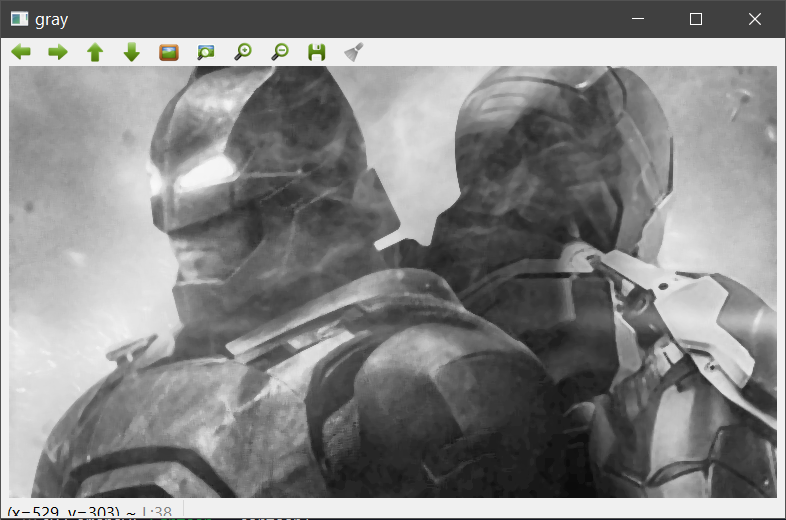 gray
(x=529, y=303) ~ L:38